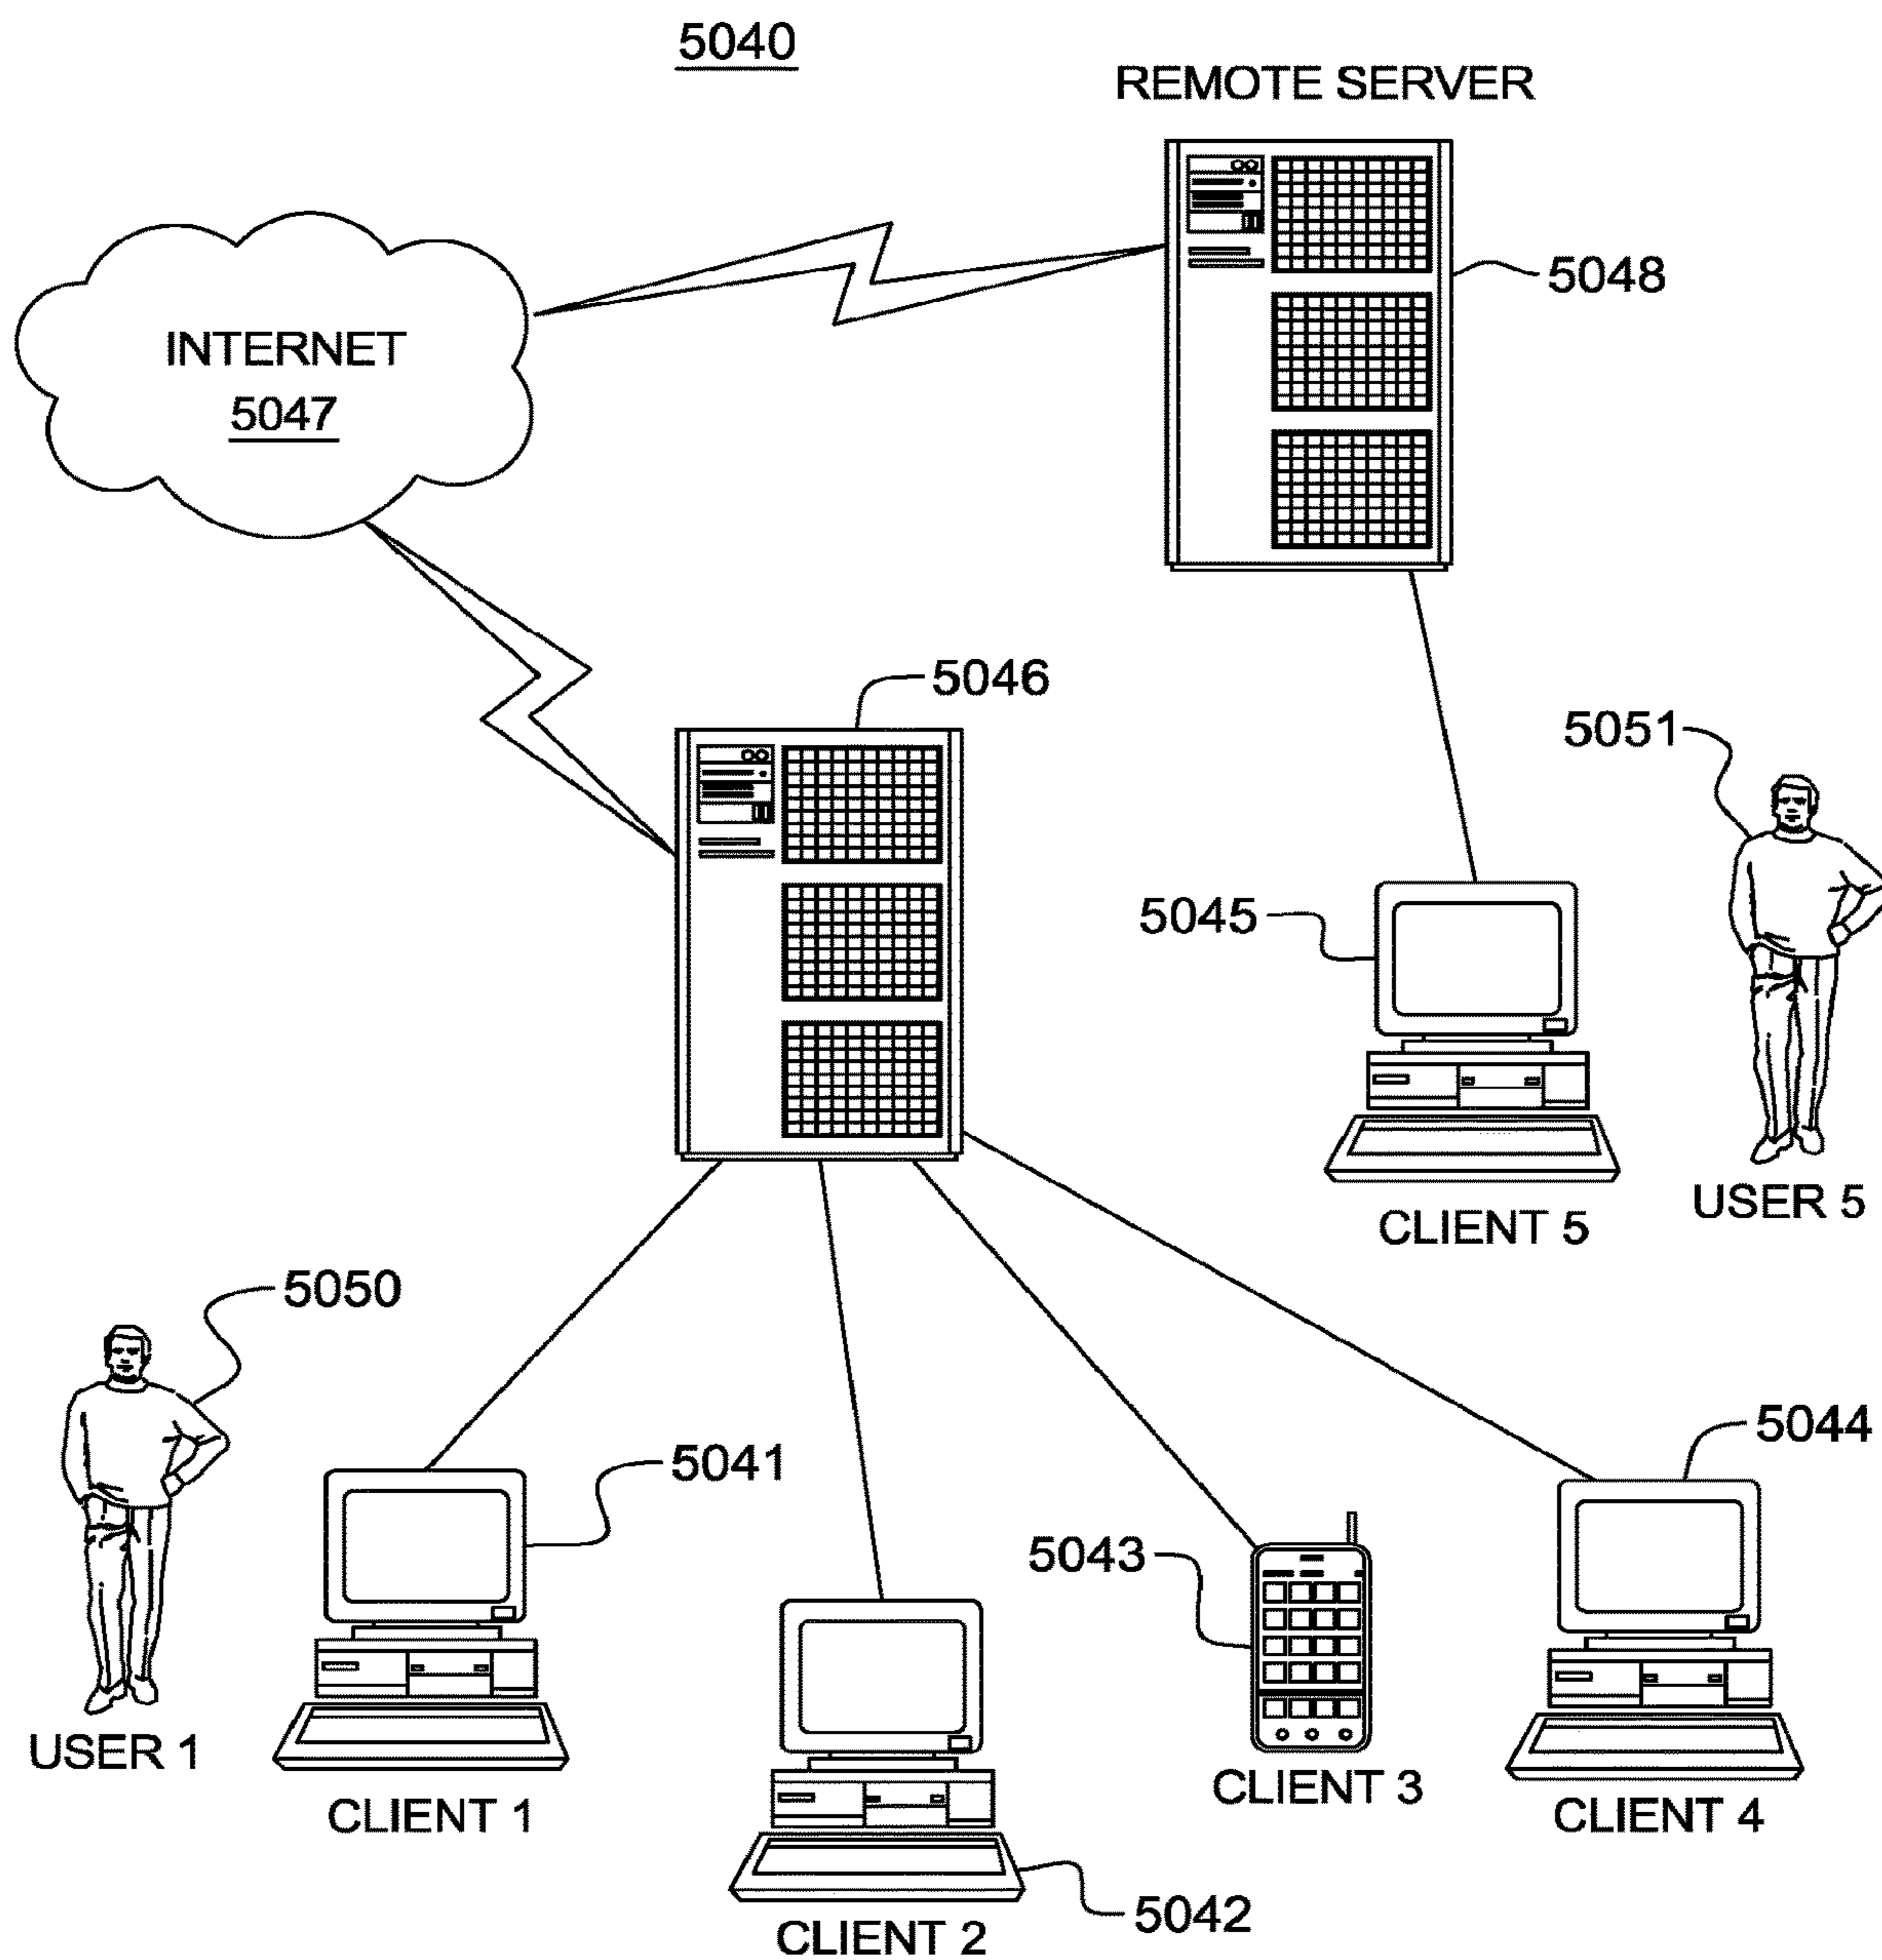 5040
REMOTE SERVER
5048
INTERNET
5047
5046
5051
5045
USER 5
CLIENT 5
5050
5044
5041
5043
USER 1
CLIENT 3
CLIENT 1
CLIENT 4
5042
CLIENT 2